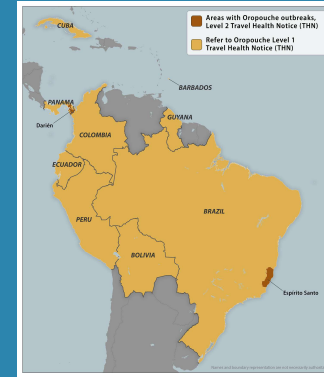 Areas with Oropouche outbreaks,
Level 2 Travel Health Notice (THN)
Refer to Oropouche Level 1
Travel Health Notice (THN)
CUBA
BARBADOS
PANAMA
Darién
GUYANA
COLOMBIA
ECUADOR
PERU
BRAZIL
BOLIVIA
Espírito Santo